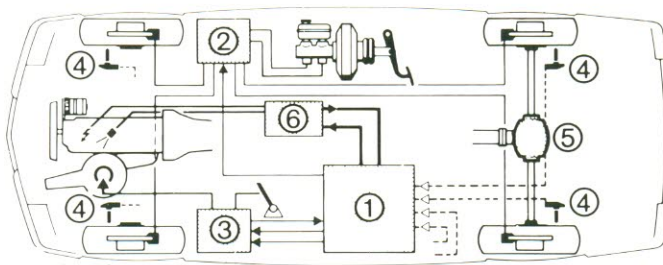 ④ ② ④
⑥ ⑤
④ ③ ① ④